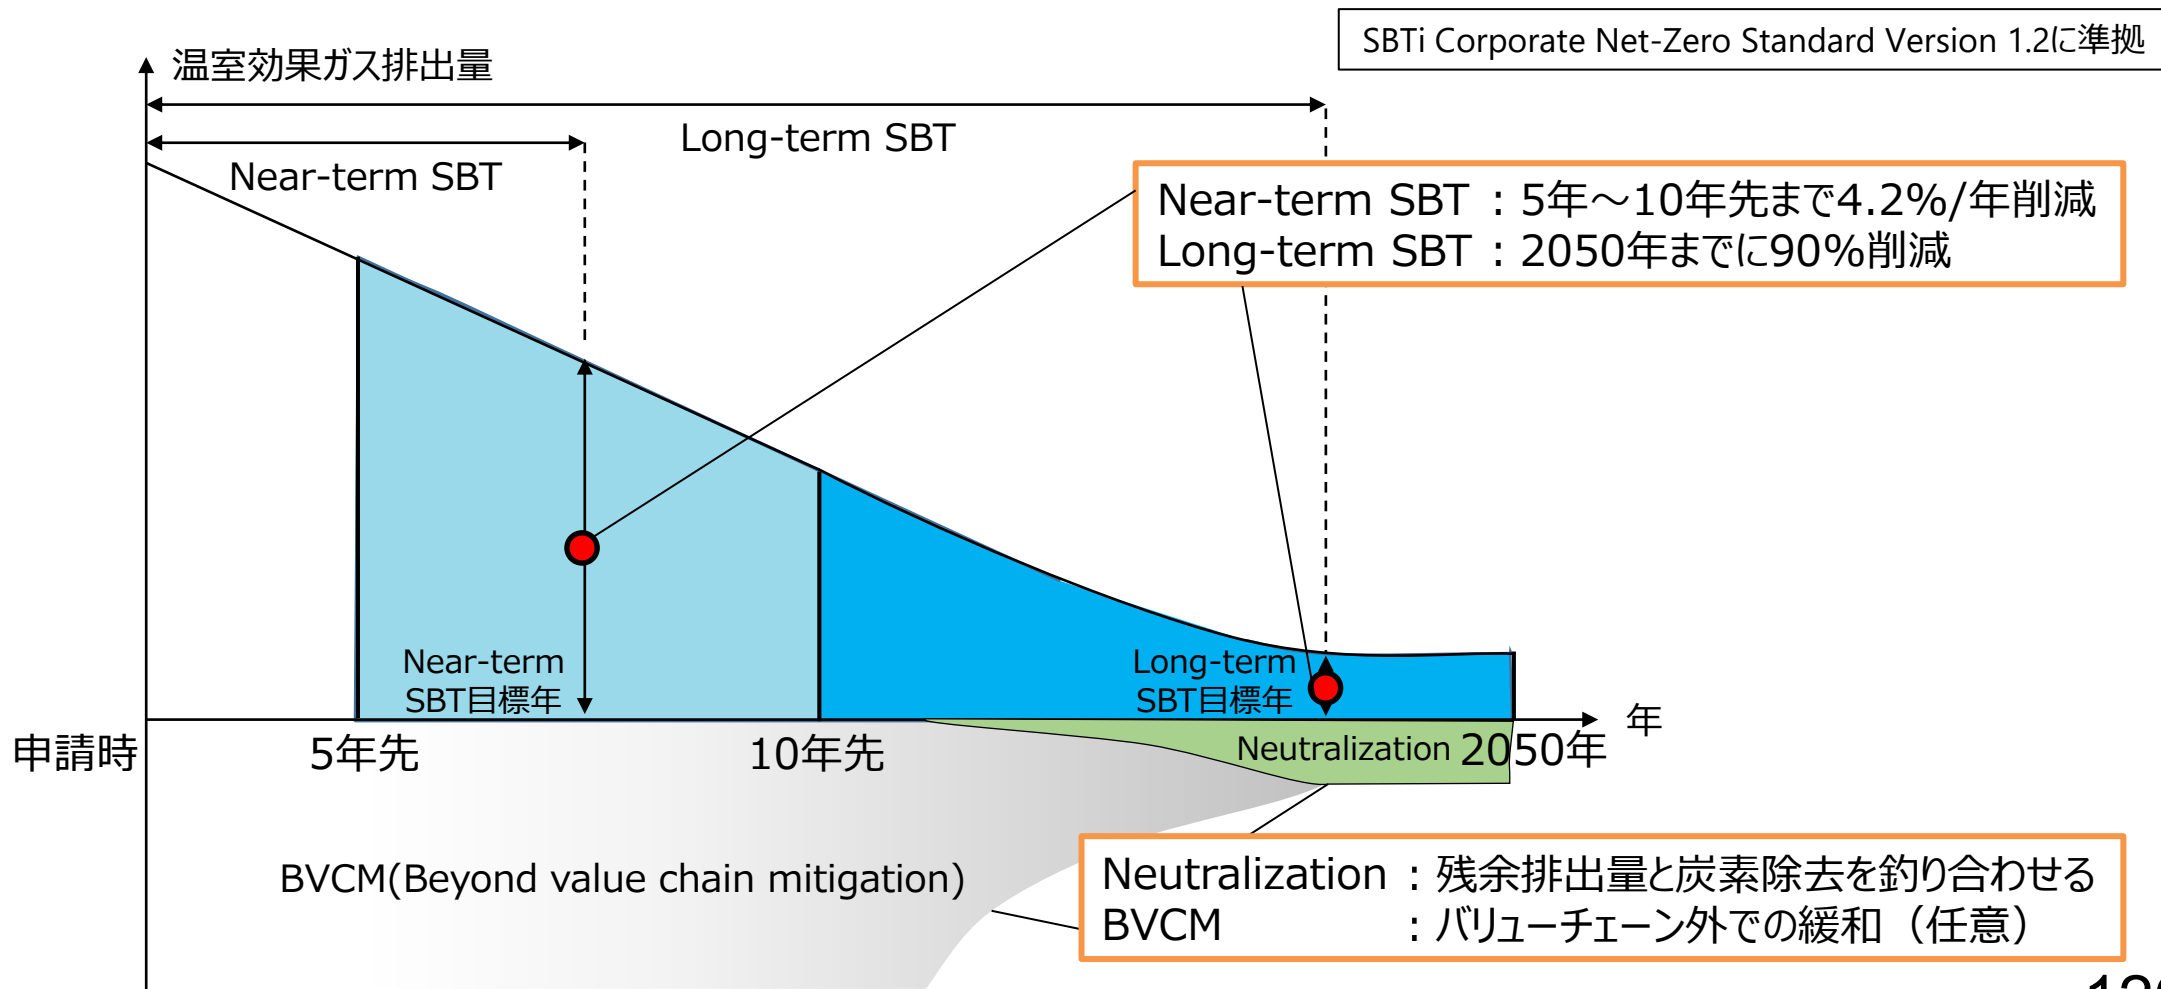 SBTi Corporate Net-Zero Standard Version 1.2に準拠
温室効果ガス排出量
Long-term SBT
Near-term SBT
Near-term SBT：5年～10年先まで4.2%/年削減
Long-term SBT：2050年までに90%削減
Near-term
SBT目標年
Long-term
SBT目標年
年
申請時
5年先
10年先
Neutralization
2050年
BVCM(Beyond value chain mitigation)
Neutralization：残余排出量と炭素除去を釣り合わせる
BVCM：バリューチェーン外での緩和（任意）